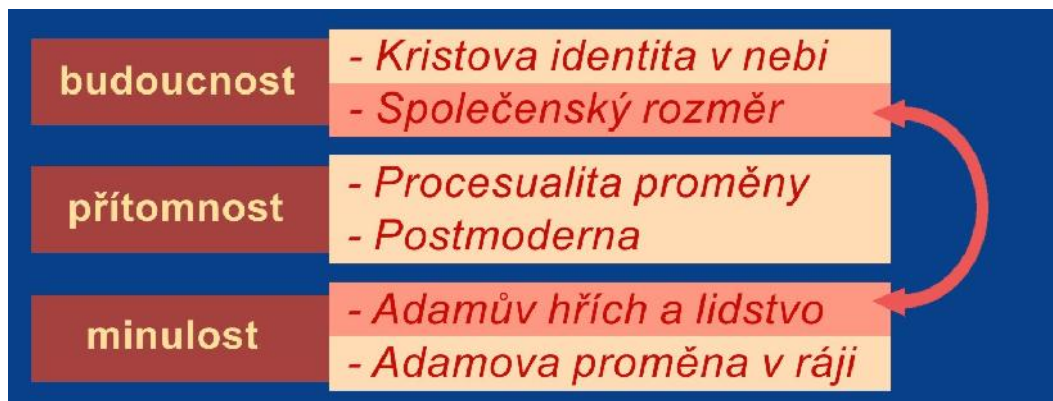 budoucnost
- Kristova identita v nebi
- Společenský rozměr
přítomnost
- Procesualita proměny
- Postmoderna
minulost
- Adamův hřích a lidstvo
- Adamova proměna v ráji